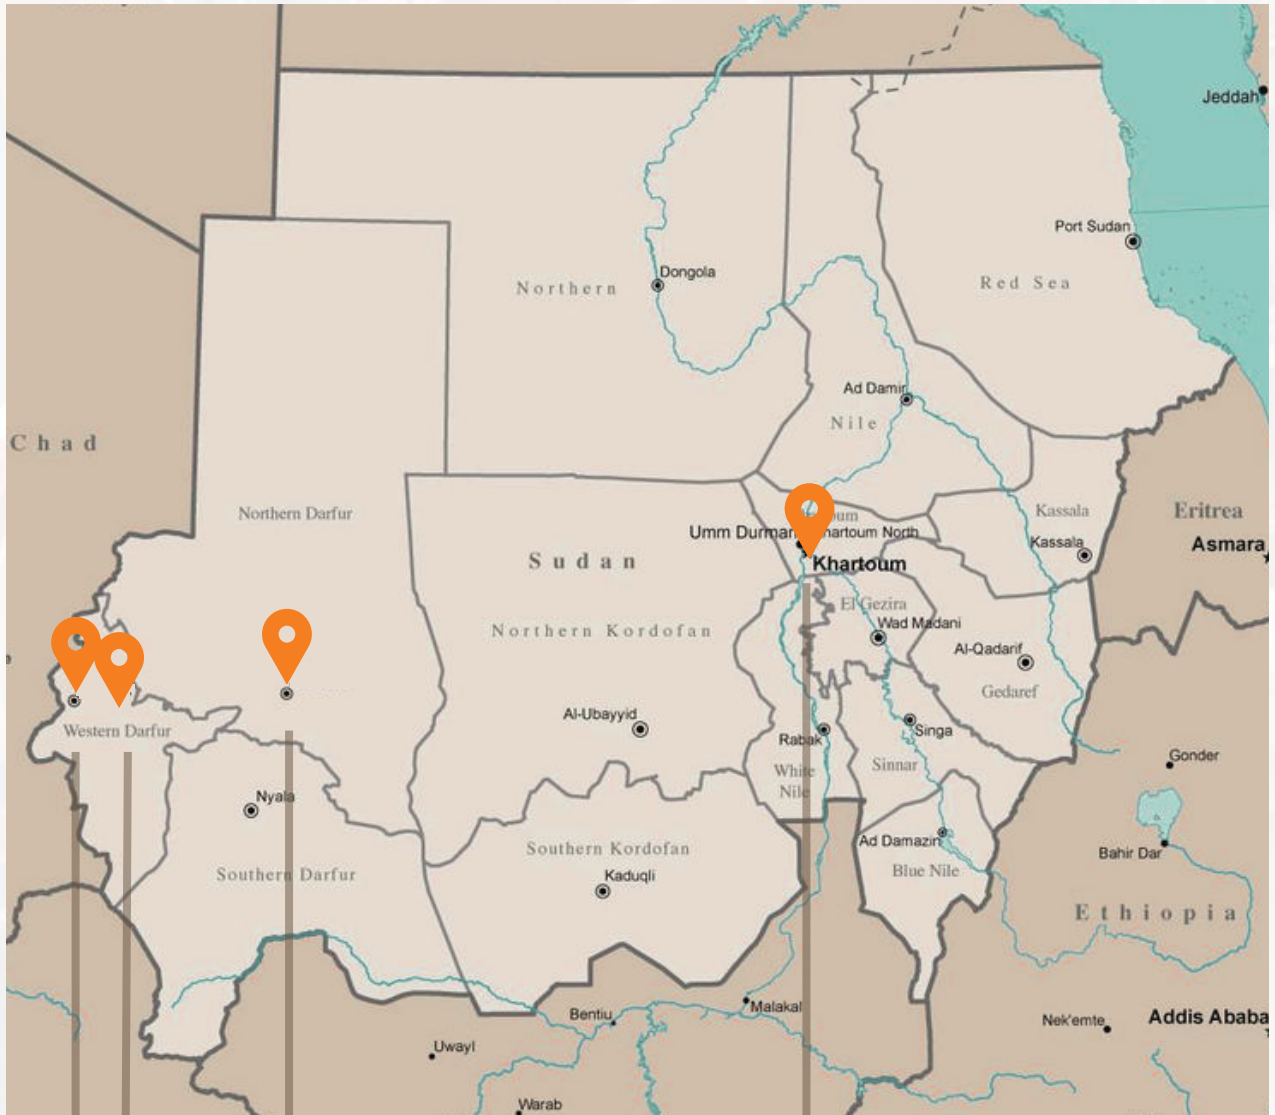 Jeddah
Port Sudan
Red Sea
Dongola
Northern
Ad Damir
Nile
Chad
Northern Darfur
Kassala
Eritrea
Umm Durman
Khartoum North
Kassala
Asmara
Sudan
Khartoum
El Gezira
Northern Kordofan
Wad Madani
Al-Qadarif
Gedaref
Al-Ubayyid
Western Darfur
Rabak
Singa
Gonder
White
Nile
Sinnar
Nyala
Ad Damazin
Southern Kordofan
Bahir Dar
Blue Nile
Southern Darfur
Kaduqli
Ethiopia
Malakal
Bentiu
Nek'emte
Addis Ababa
Uwayl
Warab